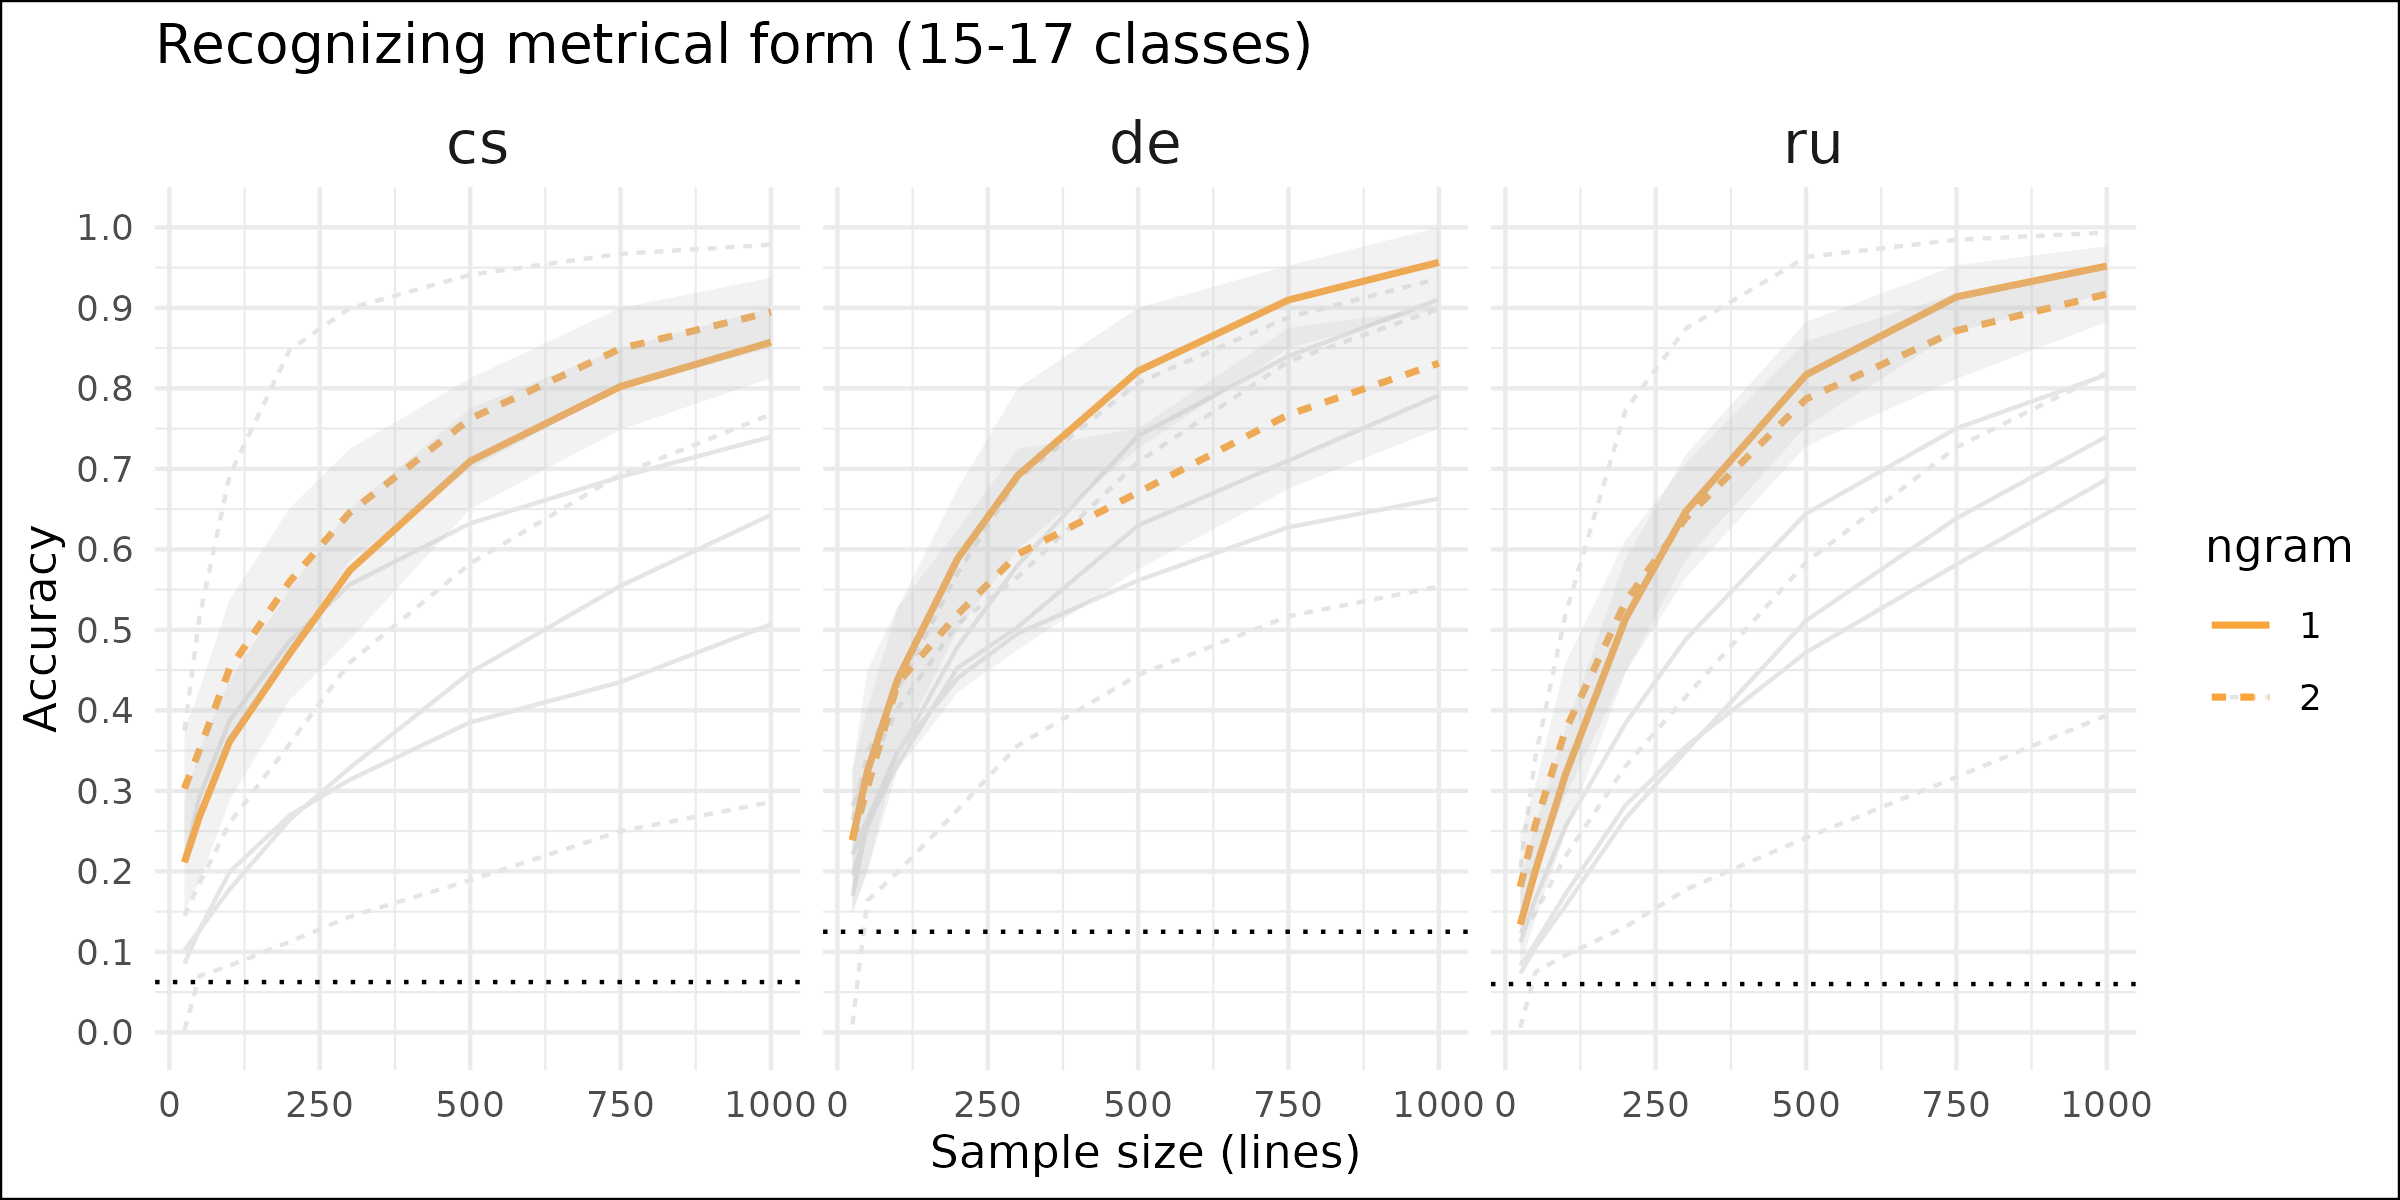 Recognizing metrical form (15-17 classes)
cs de ru
1.0
0.9
0.8
0.7
0.6
0.5
0.4
0.3
0.2
0.1
0.0
Accuracy
0 250 500 750 1000 0 250 500 750 1000 0 250 500 750 1000
Sample size (lines)
ngram
1
2